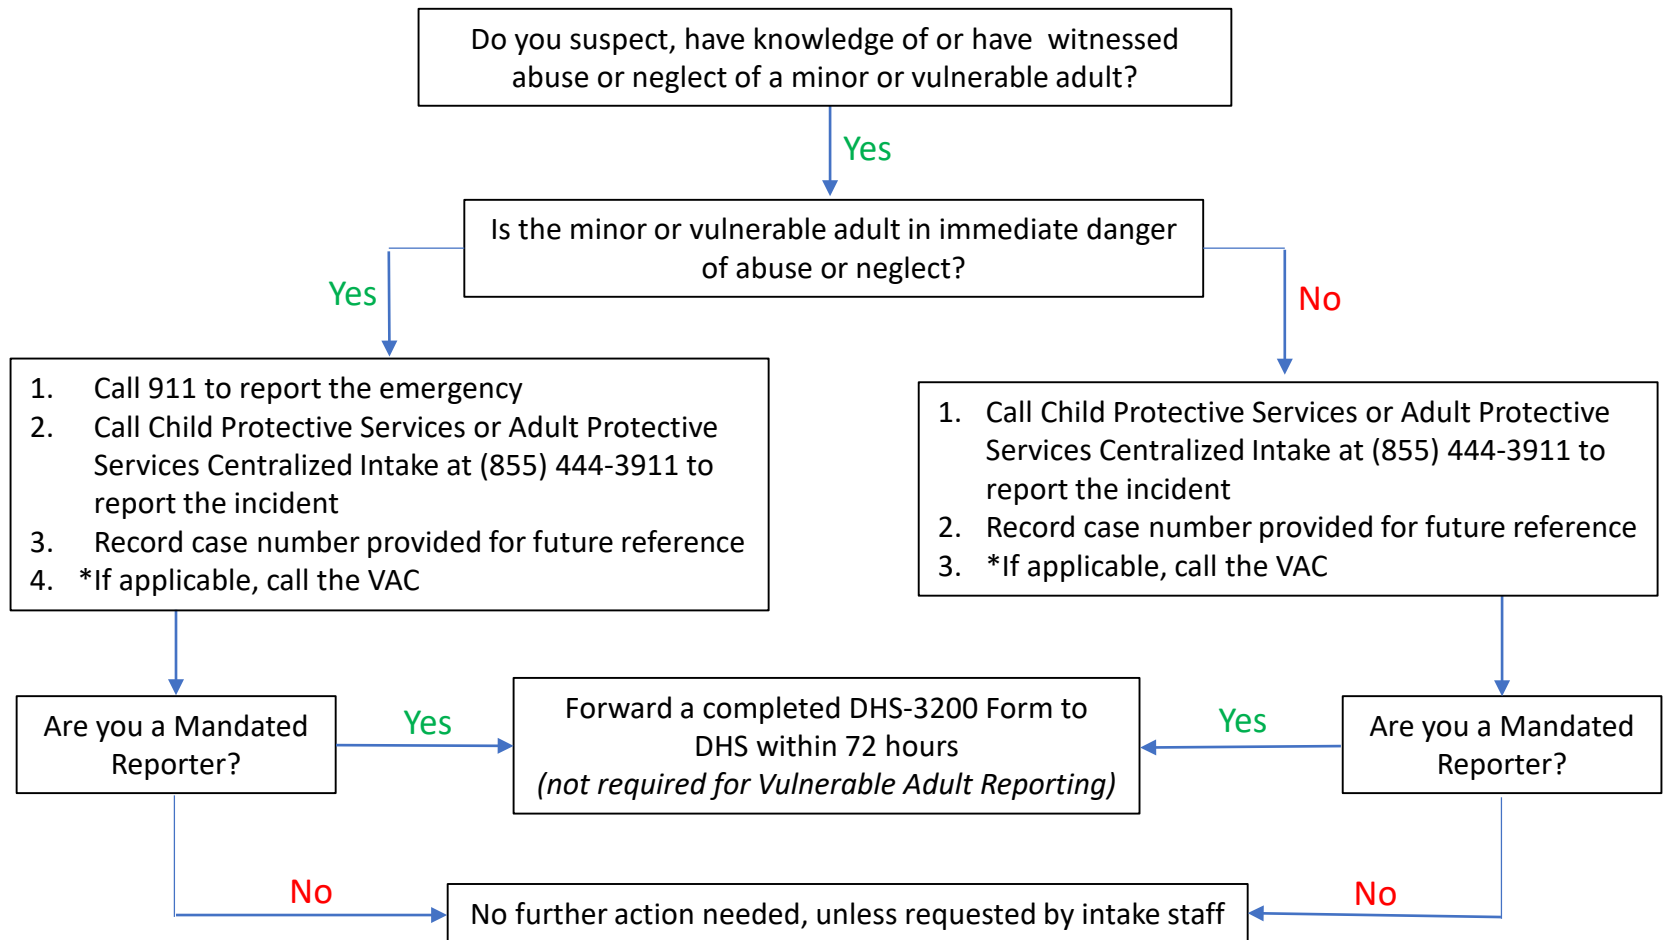 Do you suspect, have knowledge of or have witnessed
abuse or neglect of a minor or vulnerable adult?
Yes
Is the minor or vulnerable adult in immediate danger
of abuse or neglect?
Yes
No
1. Call 911 to report the emergency
2. Call Child Protective Services or Adult Protective
Services Centralized Intake at (855) 444-3911 to
report the incident
3. Record case number provided for future reference
4. *If applicable, call the VAC
1. Call Child Protective Services or Adult Protective
Services Centralized Intake at (855) 444-3911 to
report the incident
2. Record case number provided for future reference
3. *If applicable, call the VAC
Are you a Mandated
Reporter?
Yes
Forward a completed DHS-3200 Form to
DHS within 72 hours
(not required for Vulnerable Adult Reporting)
Yes
Are you a Mandated
Reporter?
No
No further action needed, unless requested by intake staff
No